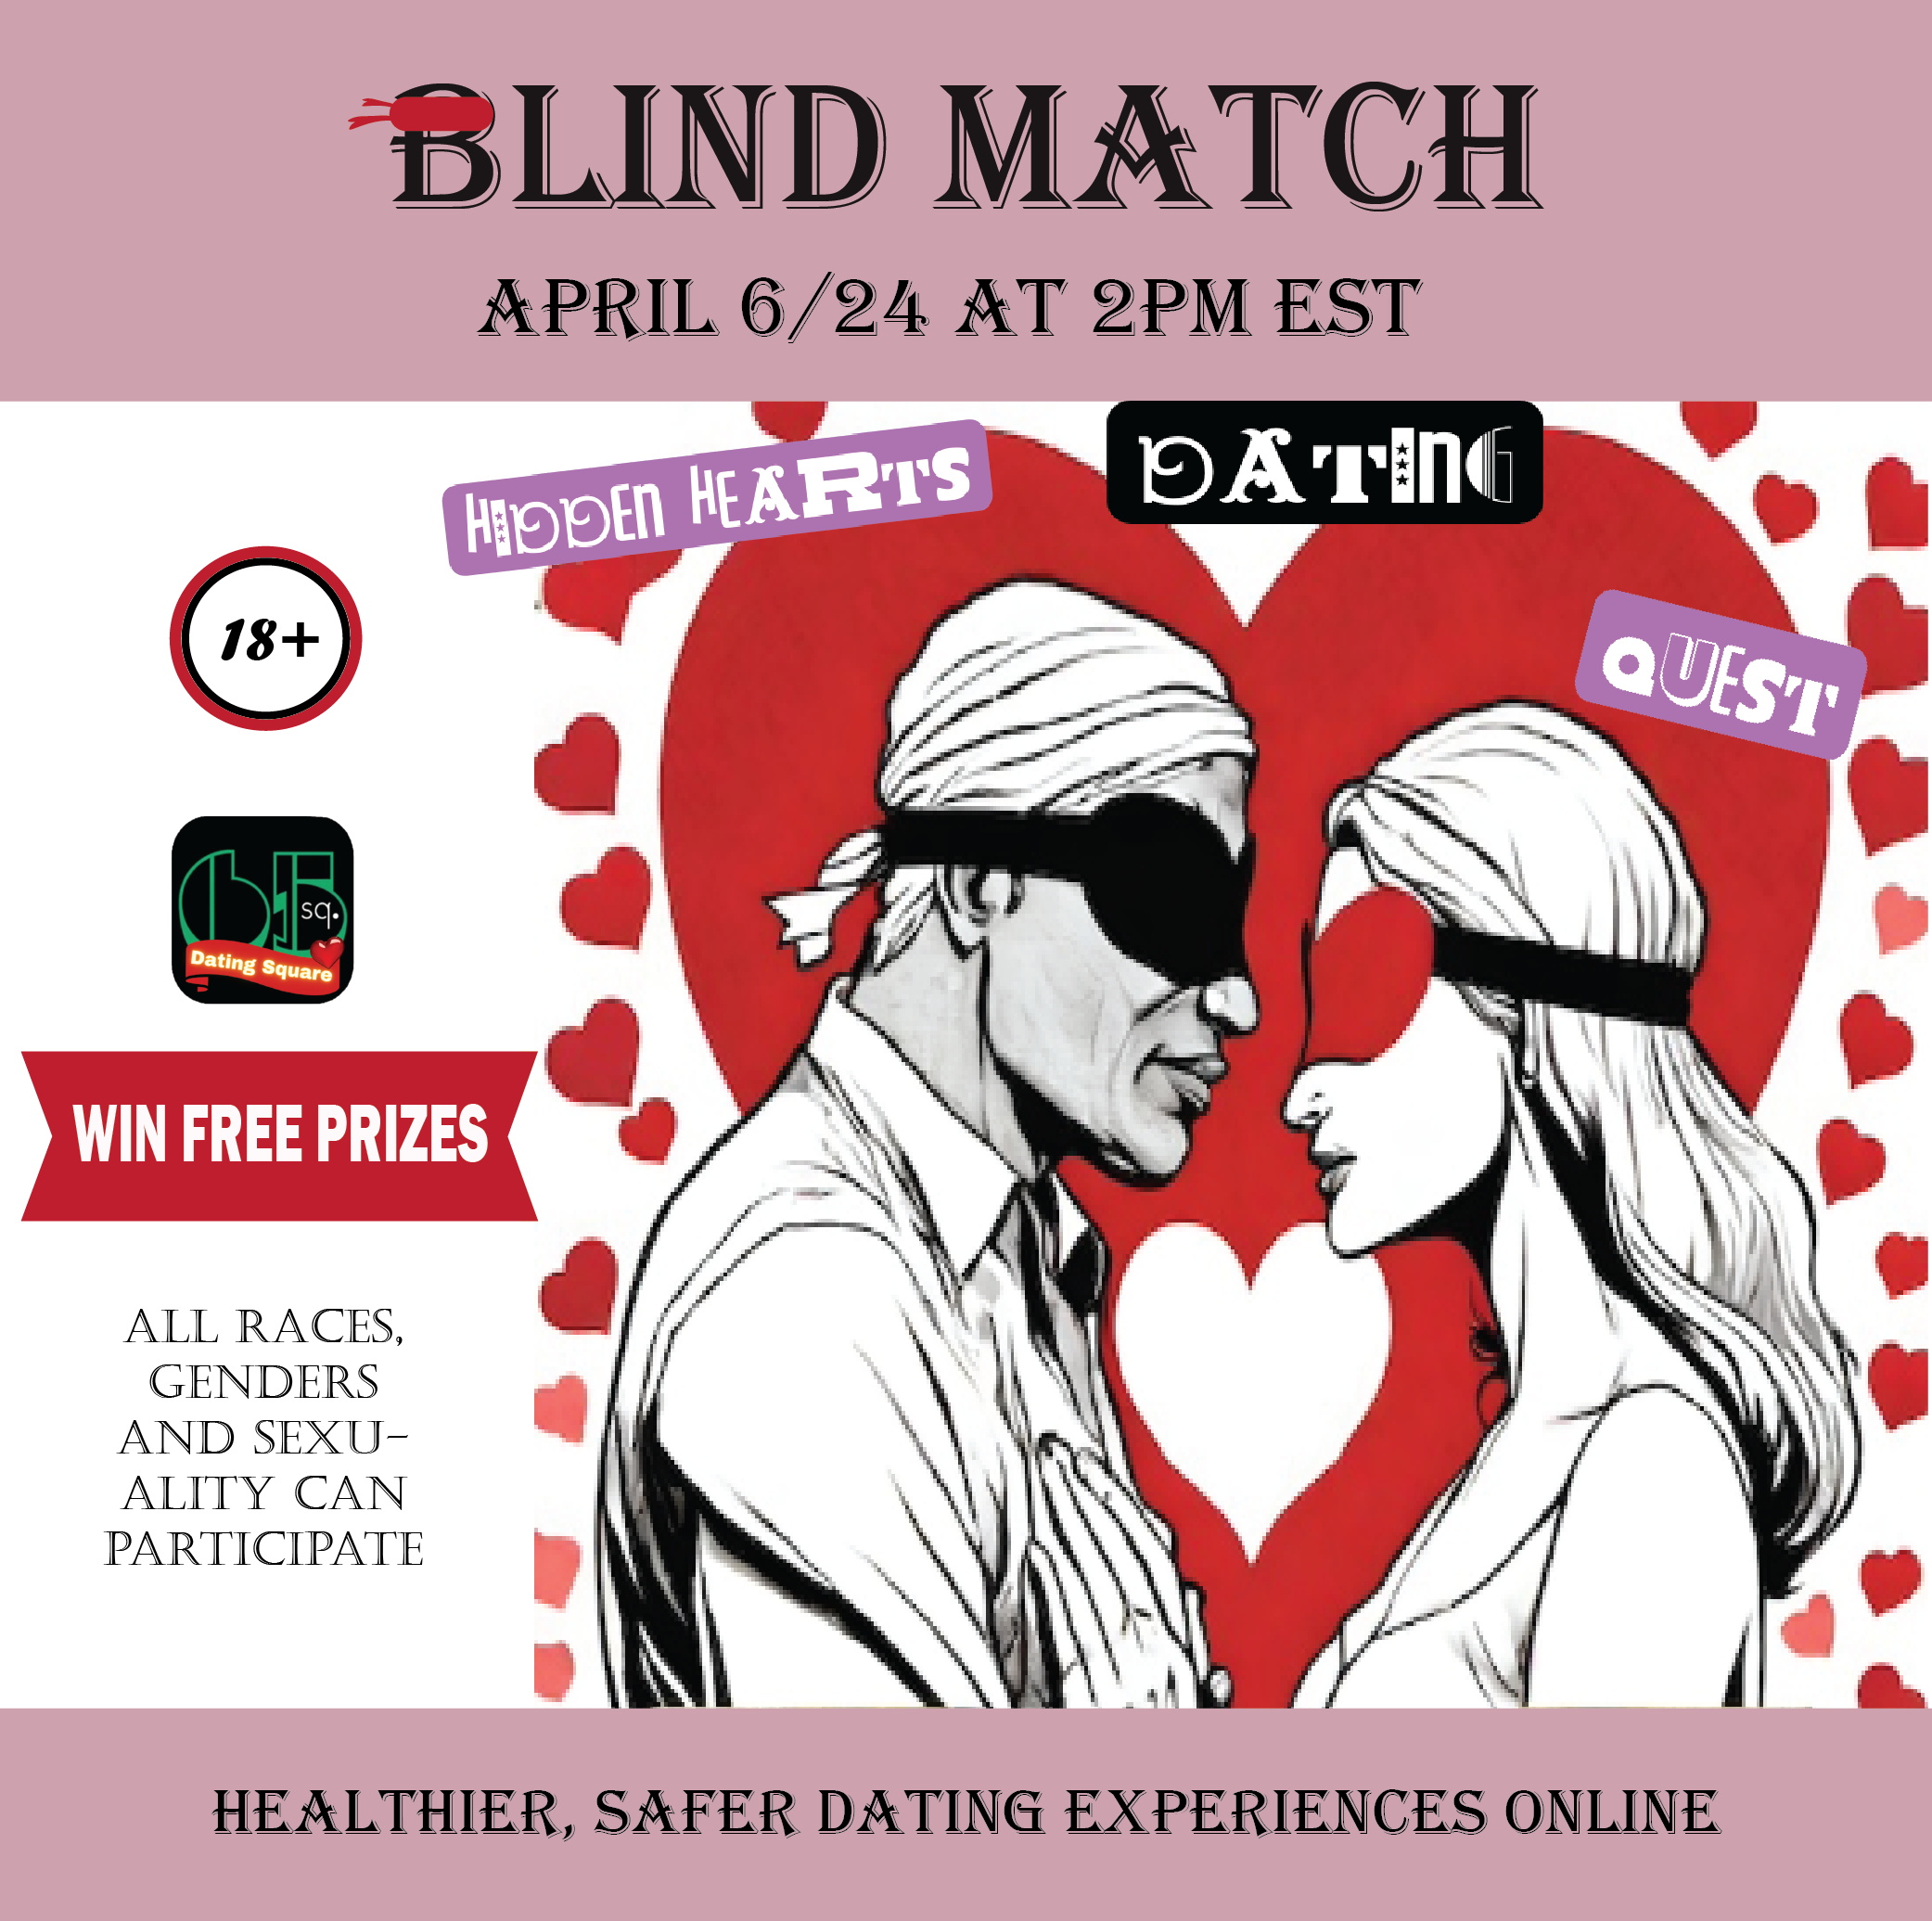 BLIND MATCH
APRIL 6/24 AT 2PM EST
HIDDEN HEARTS
DATING
QUEST
18+
65
sq.
Dating Square
WIN FREE PRIZES
ALL RACES,
GENDERS
AND SEXU-
ALITY CAN
PARTICIPATE
HEALTHIER, SAFER DATING EXPERIENCES ONLINE